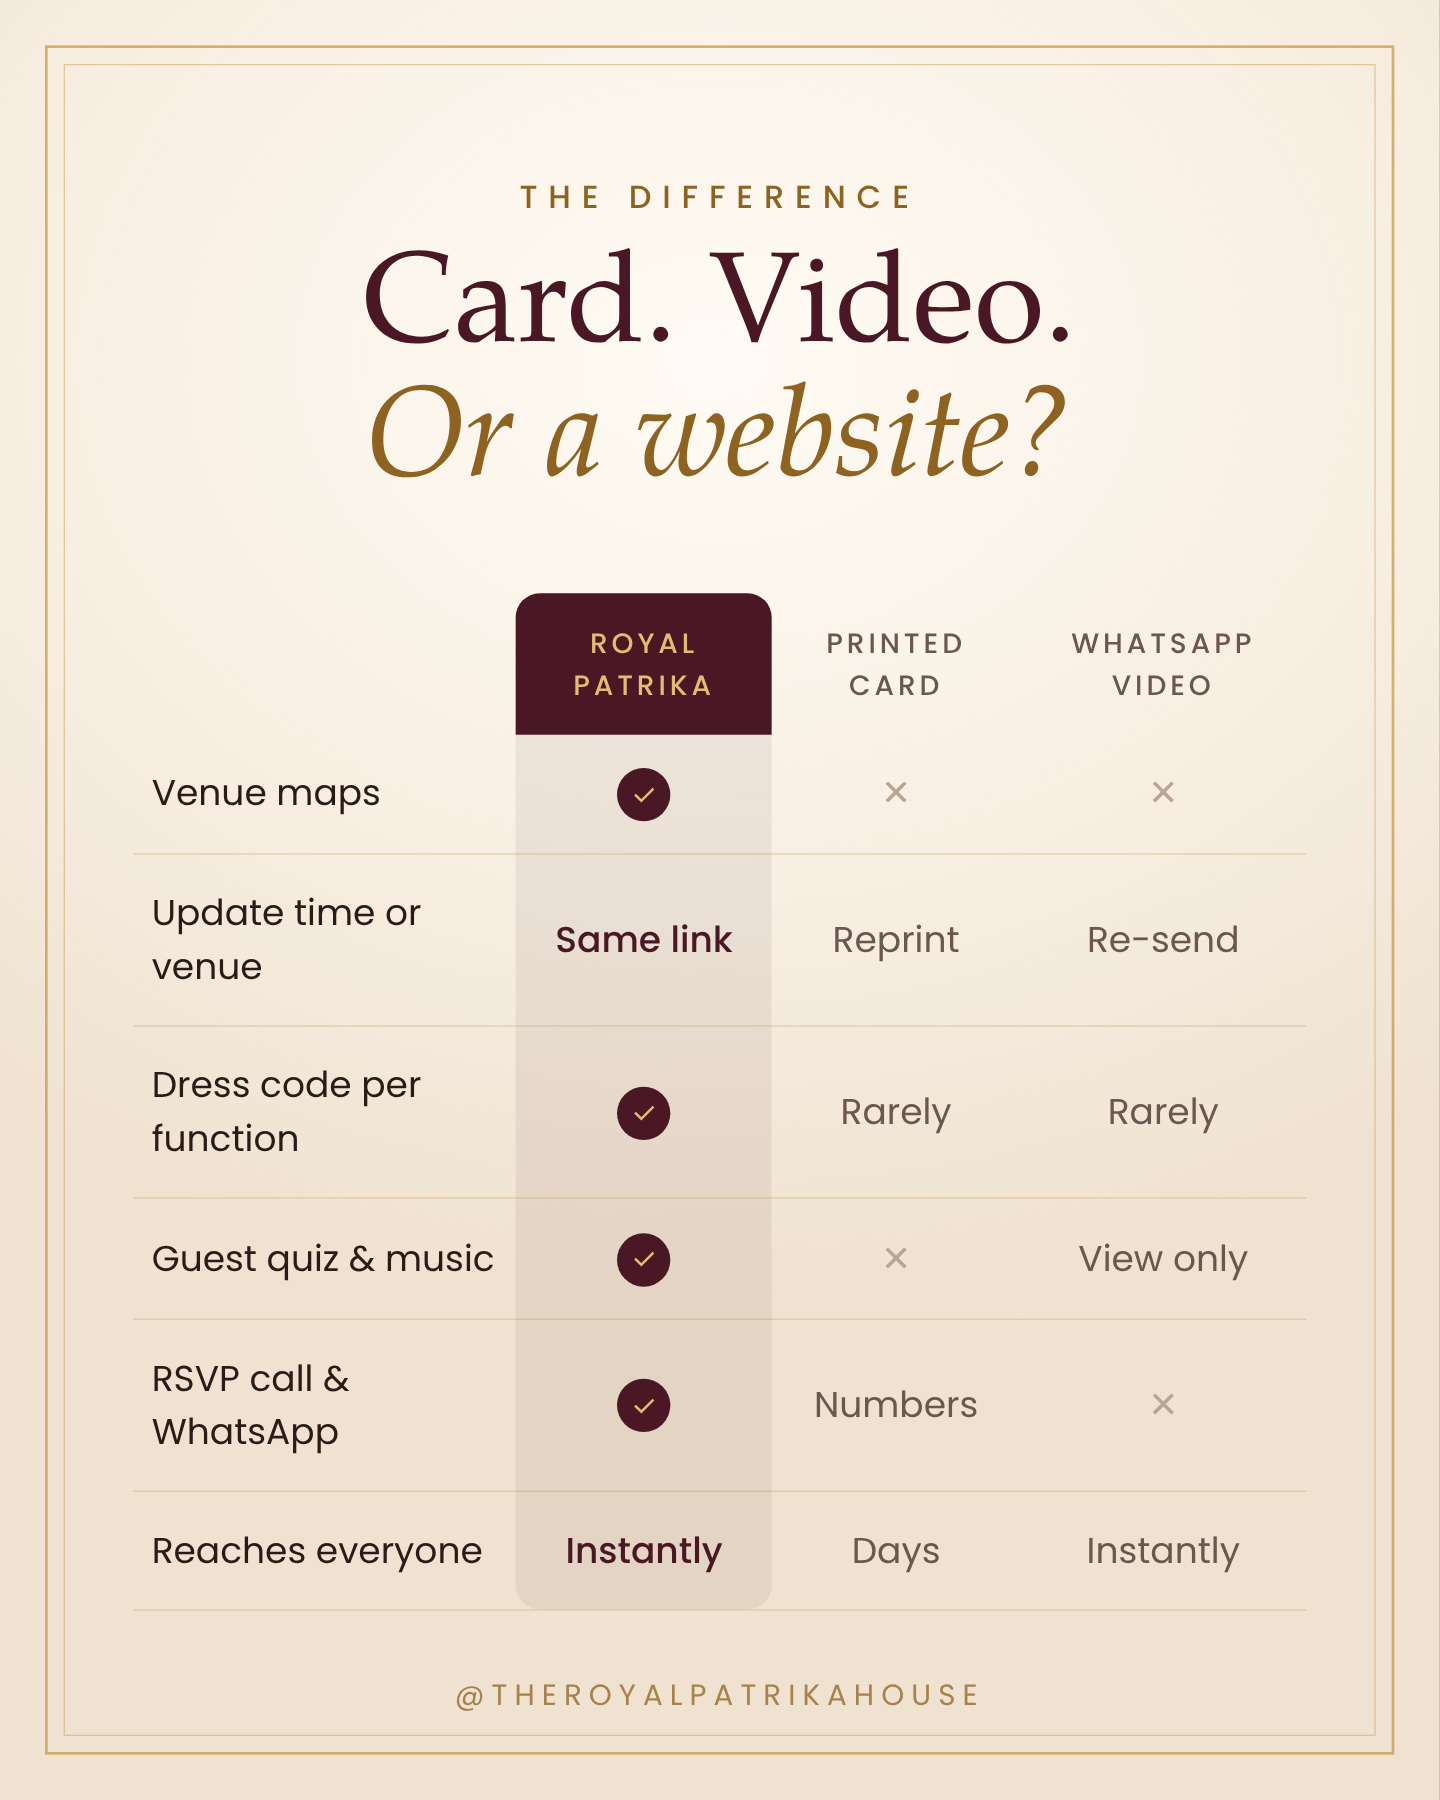 THE DIFFERENCE
Card. Video.
Or a website?
ROYAL
PATRIKA
PRINTED
CARD
WHATSAPP
VIDEO
Venue maps ✓ ✕ ✕
Update time or
venue
Same link Reprint Re-send
Dress code per
function
✓ Rarely Rarely
Guest quiz & music ✓ ✕ View only
RSVP call &
WhatsApp
✓ Numbers ✕
Reaches everyone Instantly Days Instantly
@THEROYALPATRIKAHOUSE